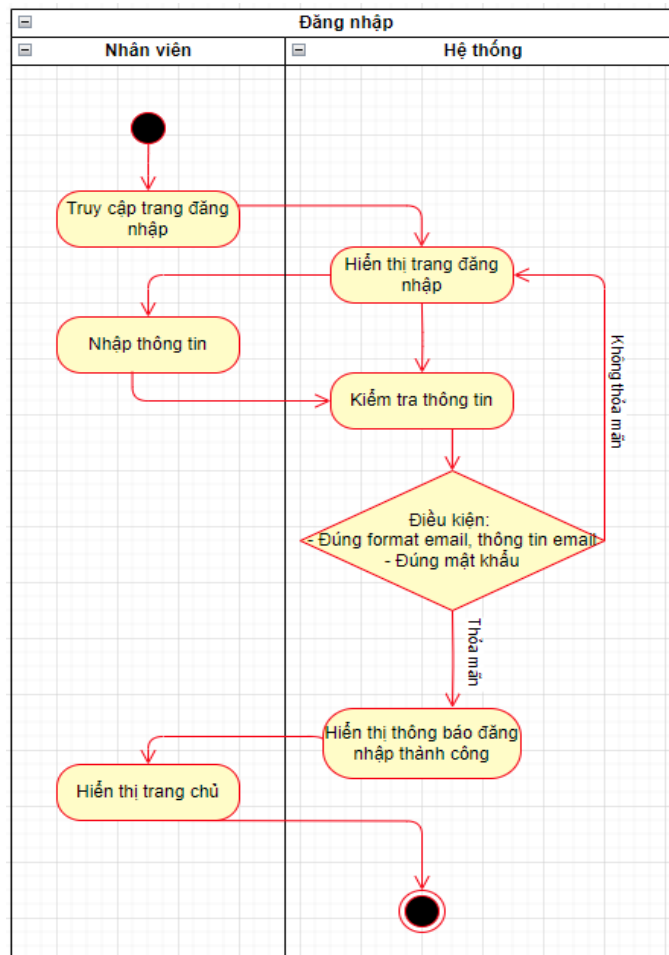 Đăng nhập
Nhân viên
Hệ thống
Truy cập trang đăng
nhập
Hiển thị trang đăng
nhập
Nhập thông tin
Kiểm tra thông tin
Không thỏa mãn
Điều kiện:
- Đúng format email, thông tin email
- Đúng mật khẩu
Thỏa mãn
Hiển thị thông báo đăng
nhập thành công
Hiển thị trang chủ